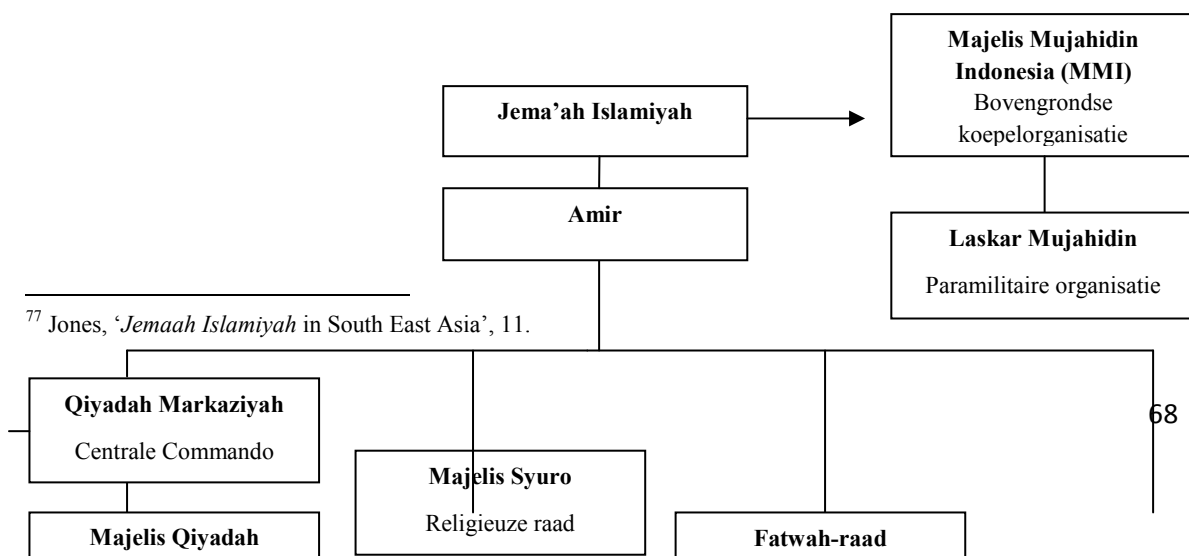 Majelis Mujahidin
Indonesia (MMI)
Bovengrondse
koepelorganisatie
Jema’ah Islamiyah
Amir
Laskar Mujahidin
Paramilitaire organisatie
77 Jones, ‘Jemaah Islamiyah in South East Asia’, 11.
Qiyadah Markaziyah
Centrale Commando
68
Majelis Syuro
Religieuze raad
Majelis Qiyadah
Fatwah-raad